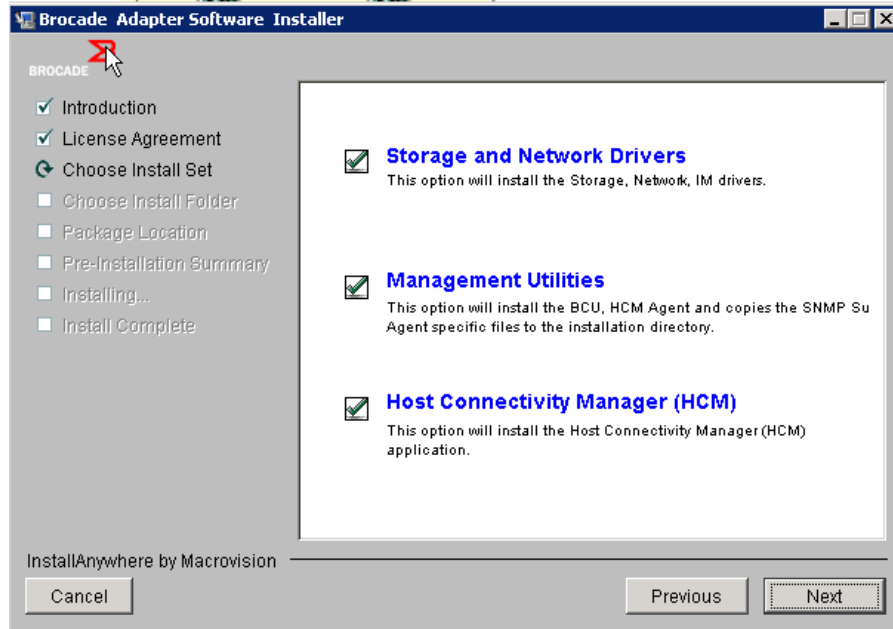 Brocade Adapter Software Installer
BROCADE
Introduction
License Agreement
Choose Install Set
Choose Install Folder
Package Location
Pre-Installation Summary
Installing...
Install Complete
Storage and Network Drivers
This option will install the Storage, Network, IM drivers.
Management Utilities
This option will install the BCU, HCM Agent and copies the SNMP Su
Agent specific files to the installation directory.
Host Connectivity Manager (HCM)
This option will install the Host Connectivity Manager (HCM)
application.
InstallAnywhere by Macrovision
Cancel
Previous
Next